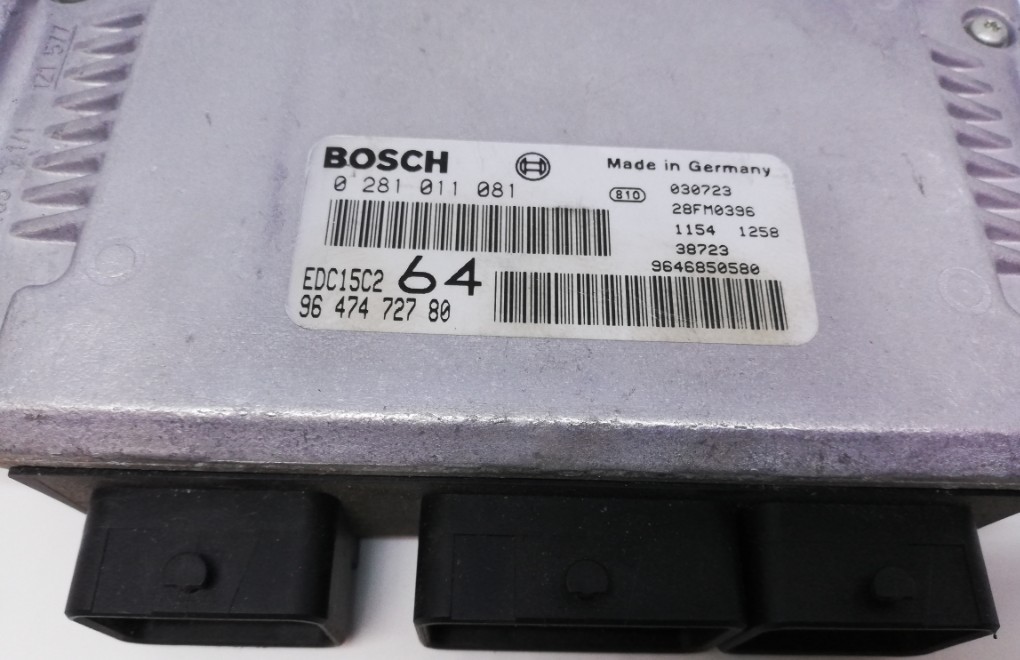 121 577
BOSCH
Made in Germany
0 281 011 081
810
030723
28FM0396
1154 1258
38723
9646850580
EDC15C2 64
96 474 727 80